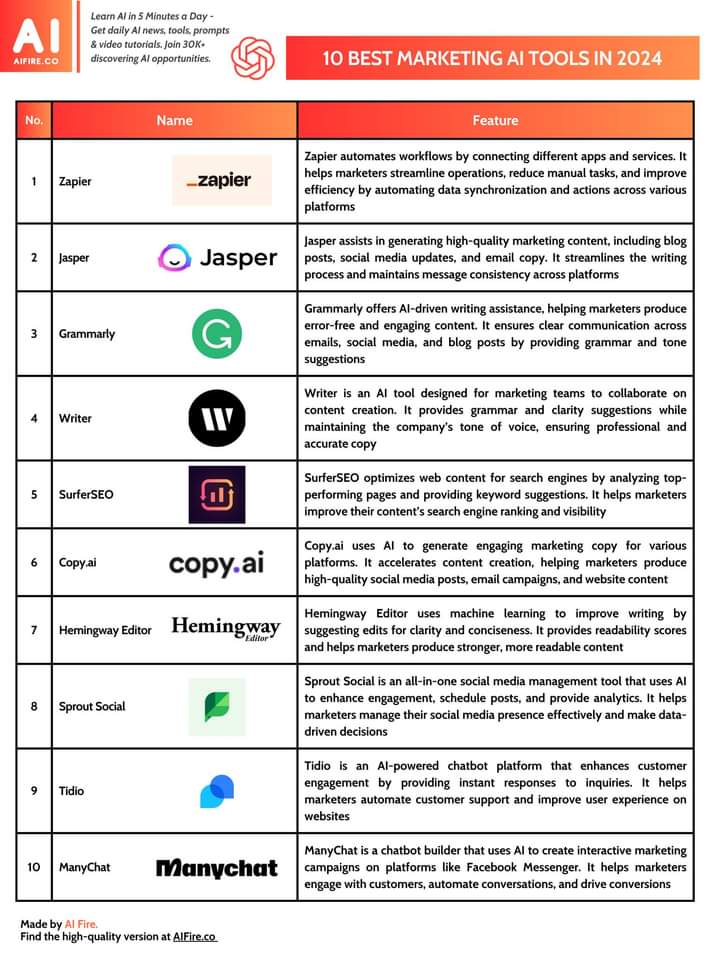 AI
AIFIRE.CO
Learn AI in 5 Minutes a Day -
Get daily AI news, tools, prompts
& video tutorials. Join 30K+
discovering AI opportunities.
10 BEST MARKETING AI TOOLS IN 2024
No. Name Feature
1 Zapier zapier
Zapier automates workflows by connecting different apps and services. It
helps marketers streamline operations, reduce manual tasks, and improve
efficiency by automating data synchronization and actions across various
platforms
2 Jasper Jasper
Jasper assists in generating high-quality marketing content, including blog
posts, social media updates, and email copy. It streamlines the writing
process and maintains message consistency across platforms
3 Grammarly G
Grammarly offers AI-driven writing assistance, helping marketers produce
error-free and engaging content. It ensures clear communication across
emails, social media, and blog posts by providing grammar and tone
suggestions
4 Writer W
Writer is an AI tool designed for marketing teams to collaborate on
content creation. It provides grammar and clarity suggestions while
maintaining the company's tone of voice, ensuring professional and
accurate copy
5 SurferSEO
SurferSEO optimizes web content for search engines by analyzing top-
performing pages and providing keyword suggestions. It helps marketers
improve their content's search engine ranking and visibility
6 Copy.ai copy.ai
Copy.ai uses AI to generate engaging marketing copy for various
platforms. It accelerates content creation, helping marketers produce
high-quality social media posts, email campaigns, and website content
7 Hemingway Editor Hemingway
Editor
Hemingway Editor uses machine learning to improve writing by
suggesting edits for clarity and conciseness. It provides readability scores
and helps marketers produce stronger, more readable content
8 Sprout Social
Sprout Social is an all-in-one social media management tool that uses AI
to enhance engagement, schedule posts, and provide analytics. It helps
marketers manage their social media presence effectively and make data-
driven decisions
9 Tidio
Tidio is an AI-powered chatbot platform that enhances customer
engagement by providing instant responses to inquiries. It helps
marketers automate customer support and improve user experience on
websites
10 ManyChat Manychat
ManyChat is a chatbot builder that uses AI to create interactive marketing
campaigns on platforms like Facebook Messenger. It helps marketers
engage with customers, automate conversations, and drive conversions
Made by AI Fire.
Find the high-quality version at AIFire.co